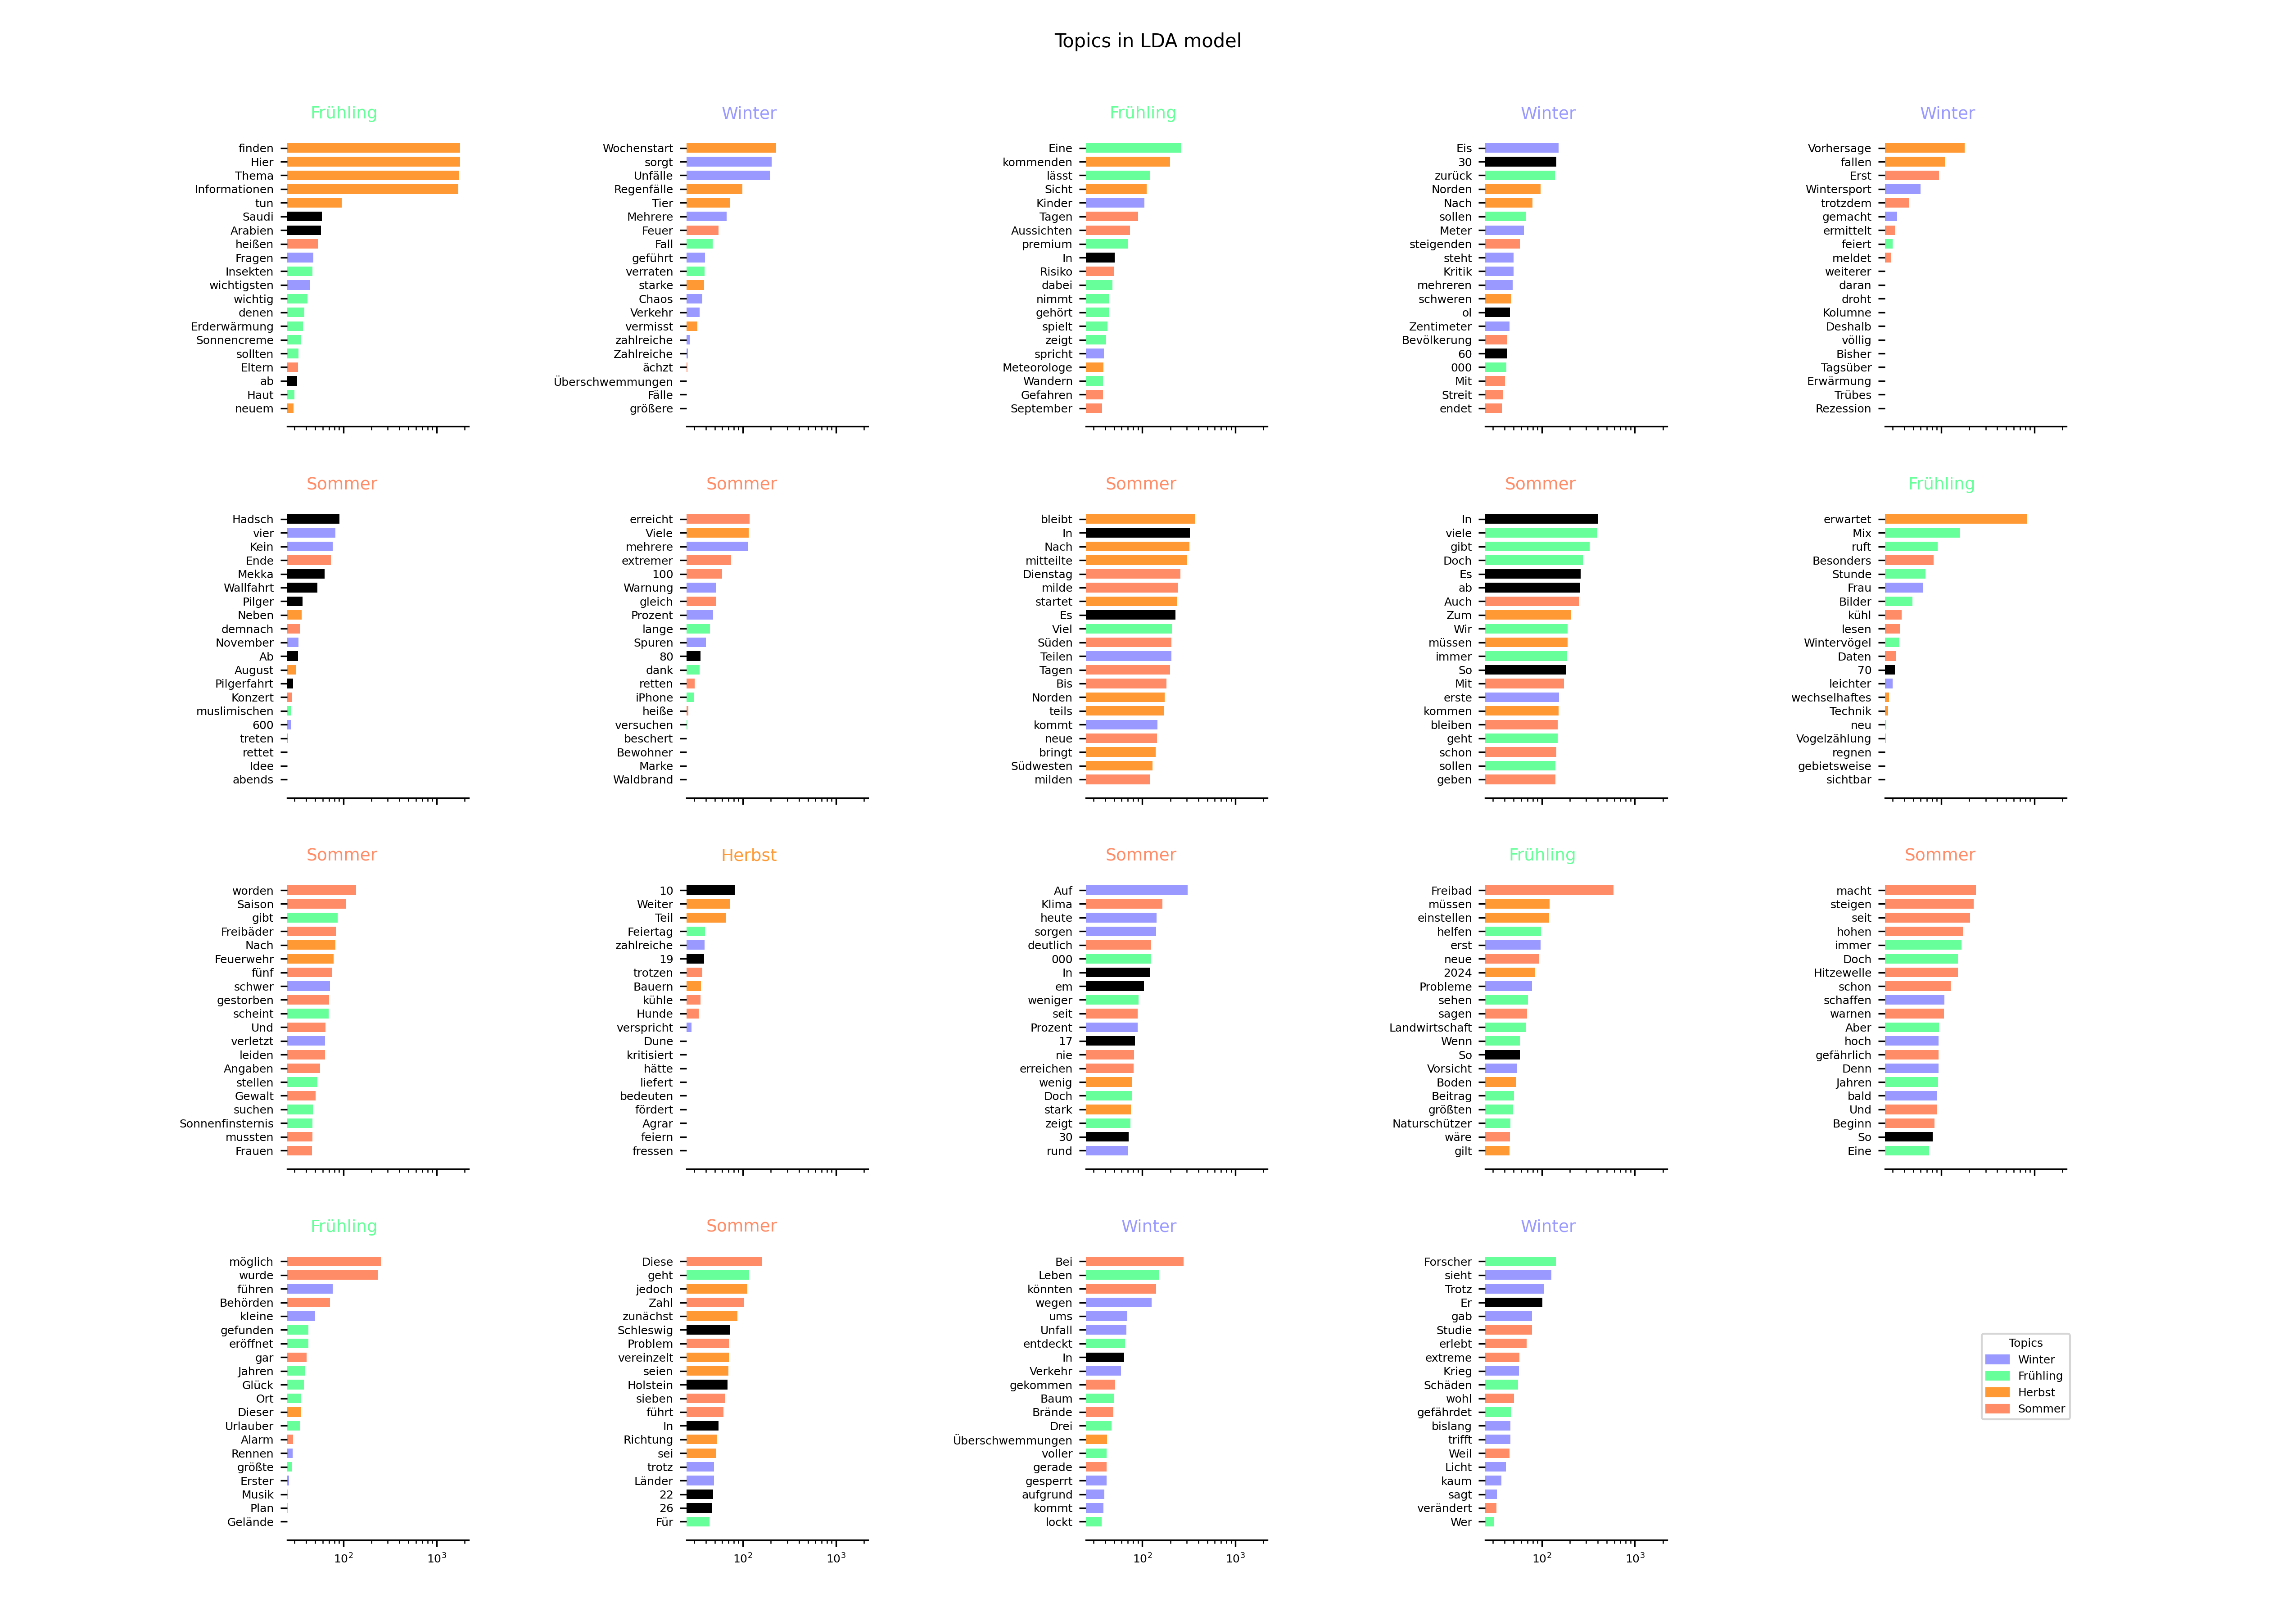 Topics in LDA model
Frühling
finden
Hier
Thema
Informationen
tun
Saudi
Arabien
heißen
Fragen
Insekten
wichtigsten
wichtig
denen
Erderwärmung
Sonnencreme
sollten
Eltern
ab
Haut
neuem
Winter
Wochenstart
sorgt
Unfälle
Regenfälle
Tier
Mehrere
Feuer
Fall
geführt
verraten
starke
Chaos
Verkehr
vermisst
zahlreiche
Zahlreiche
ächzt
Überschwemmungen
Fälle
größere
Frühling
Eine
kommenden
lässt
Sicht
Kinder
Tagen
Aussichten
premium
In
Risiko
dabei
nimmt
gehört
spielt
zeigt
spricht
Meteorologe
Wandern
Gefahren
September
Winter
Eis
30
zurück
Norden
Nach
sollen
Meter
steigenden
steht
Kritik
mehreren
schweren
ol
Zentimeter
Bevölkerung
60
000
Mit
Streit
endet
Winter
Vorhersage
fallen
Erst
Wintersport
trotzdem
gemacht
ermittelt
feiert
meldet
weiterer
daran
droht
Kolumne
Deshalb
völlig
Bisher
Tagsüber
Erwärmung
Trübes
Rezession
Sommer
Hadsch
vier
Kein
Ende
Mekka
Wallfahrt
Pilger
Neben
demnach
November
Ab
August
Pilgerfahrt
Konzert
muslimischen
600
treten
rettet
Idee
abends
Sommer
erreicht
Viele
mehrere
extremer
100
Warnung
gleich
Prozent
lange
Spuren
80
dank
retten
iPhone
heiße
versuchen
beschert
Bewohner
Marke
Waldbrand
Sommer
bleibt
In
Nach
mitteilte
Dienstag
milde
startet
Es
Viel
Süden
Teilen
Tagen
Bis
Norden
teils
kommt
neue
bringt
Südwesten
milden
Sommer
In
viele
gibt
Doch
Es
ab
Auch
Zum
Wir
müssen
immer
So
Mit
erste
kommen
bleiben
geht
schon
sollen
geben
Frühling
erwartet
Mix
ruft
Besonders
Stunde
Frau
Bilder
kühl
lesen
Wintervögel
Daten
70
leichter
wechselhaftes
Technik
neu
Vogelzählung
regnen
gebietsweise
sichtbar
Sommer
worden
Saison
gibt
Freibäder
Nach
Feuerwehr
fünf
schwer
gestorben
scheint
Und
verletzt
leiden
Angaben
stellen
Gewalt
suchen
Sonnenfinsternis
mussten
Frauen
Herbst
10
Weiter
Teil
Feiertag
zahlreiche
19
trotzen
Bauern
kühle
Hunde
verspricht
Dune
kritisiert
hätte
liefert
bedeuten
fördert
Agrar
feiern
fressen
Sommer
Auf
Klima
heute
sorgen
deutlich
000
In
em
weniger
seit
Prozent
17
nie
erreichen
wenig
Doch
stark
zeigt
30
rund
Frühling
Freibad
müssen
einstellen
helfen
erst
neue
2024
Probleme
sehen
sagen
Landwirtschaft
Wenn
So
Vorsicht
Boden
Beitrag
größten
Naturschützer
wäre
gilt
Sommer
macht
steigen
seit
hohen
immer
Doch
Hitzewelle
schon
schaffen
warnen
Aber
hoch
gefährlich
Denn
Jahren
bald
Und
Beginn
So
Eine
Frühling
möglich
wurde
führen
Behörden
kleine
gefunden
eröffnet
gar
Jahren
Glück
Ort
Dieser
Urlauber
Alarm
Rennen
größte
Erster
Musik
Plan
Gelände
10²
10³
Sommer
Diese
geht
jedoch
Zahl
zunächst
Schleswig
Problem
vereinzelt
seien
Holstein
sieben
führt
In
Richtung
sei
trotz
Länder
22
26
Für
10²
10³
Winter
Bei
Leben
könnten
wegen
ums
Unfall
entdeckt
In
Verkehr
gekommen
Baum
Brände
Drei
Überschwemmungen
voller
gerade
gesperrt
aufgrund
kommt
lockt
10²
10³
Winter
Forscher
sieht
Trotz
Er
gab
Studie
erlebt
extreme
Krieg
Schäden
wohl
gefährdet
bislang
trifft
Weil
Licht
kaum
sagt
verändert
Wer
10²
10³
Topics
Winter
Frühling
Herbst
Sommer